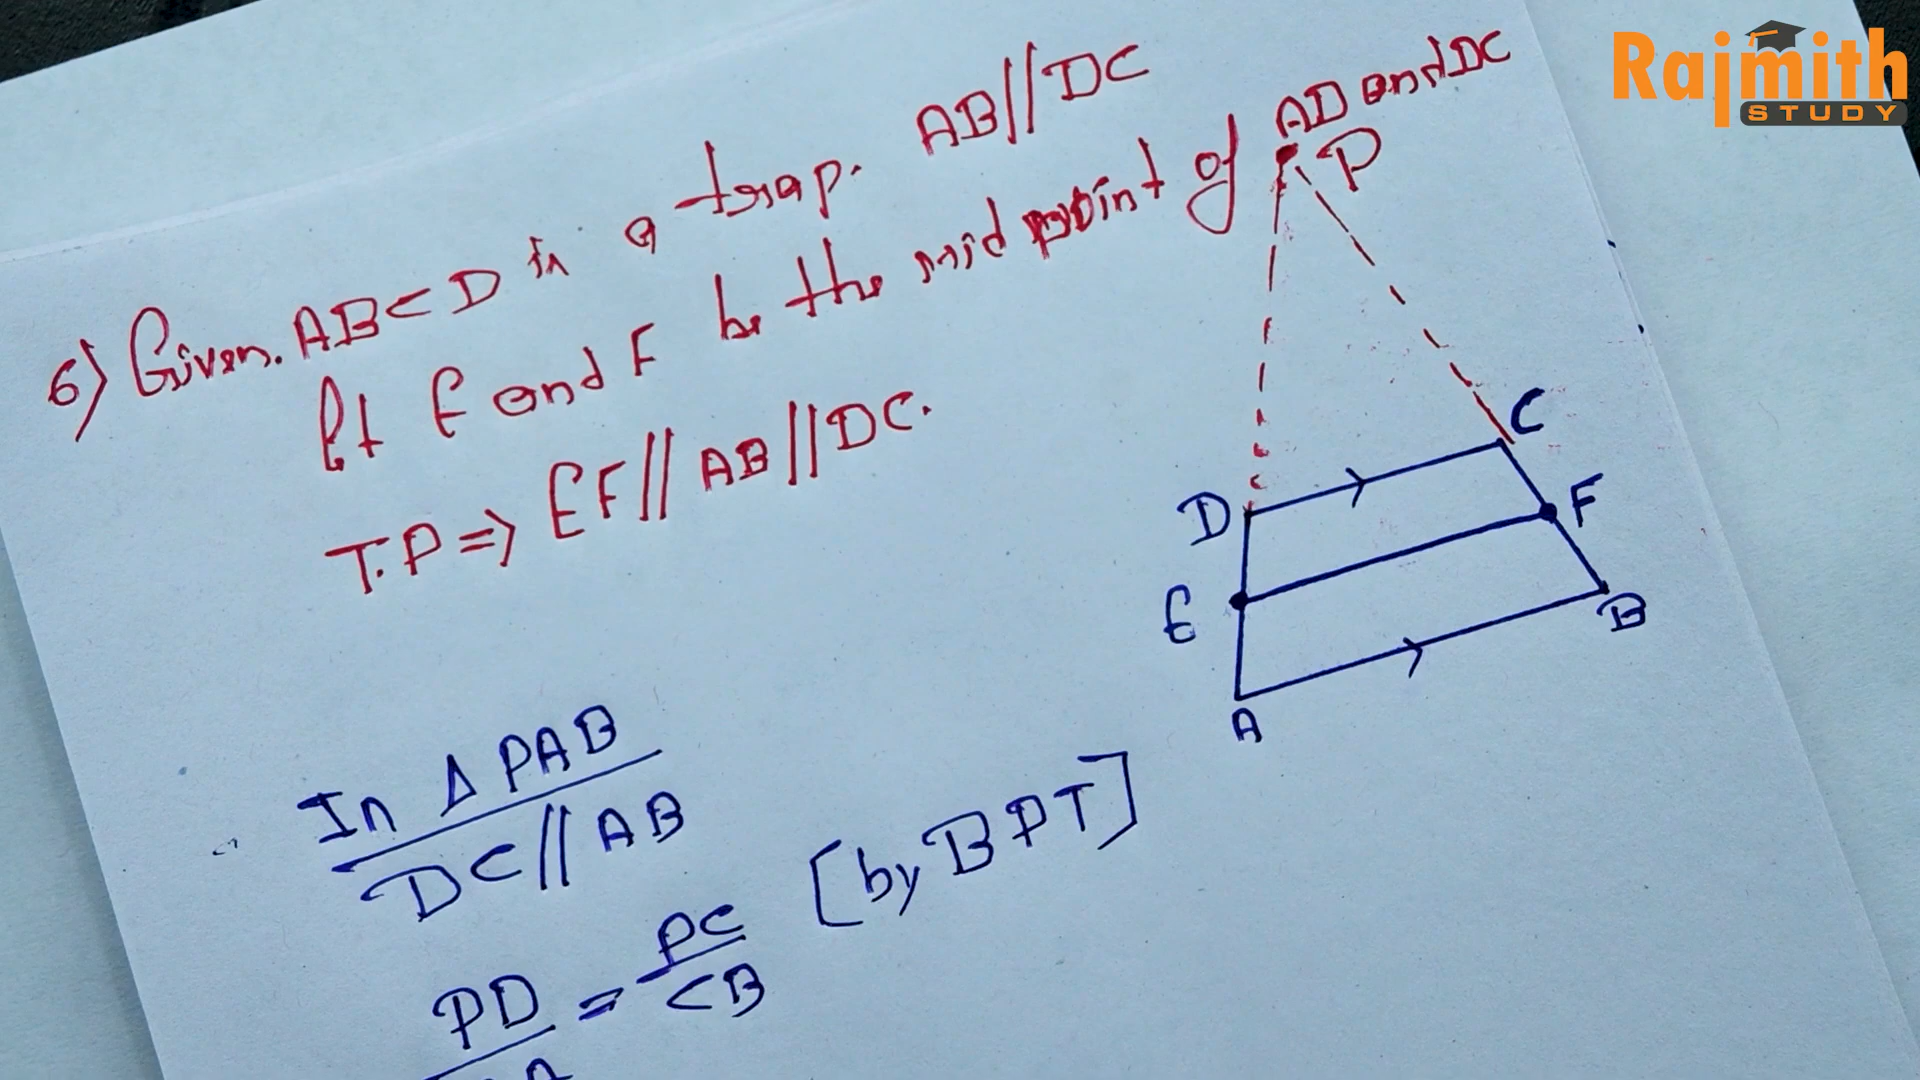 Rajmith
STUDY
6) Given. ABCD is a trap. AB//DC
let E and F be the mid point of AD and DC
T.P => EF // AB // DC.
P
C
D
F
E
B
A
In Δ PAB
DC // AB
PD = PC [by BPT]
CB
A